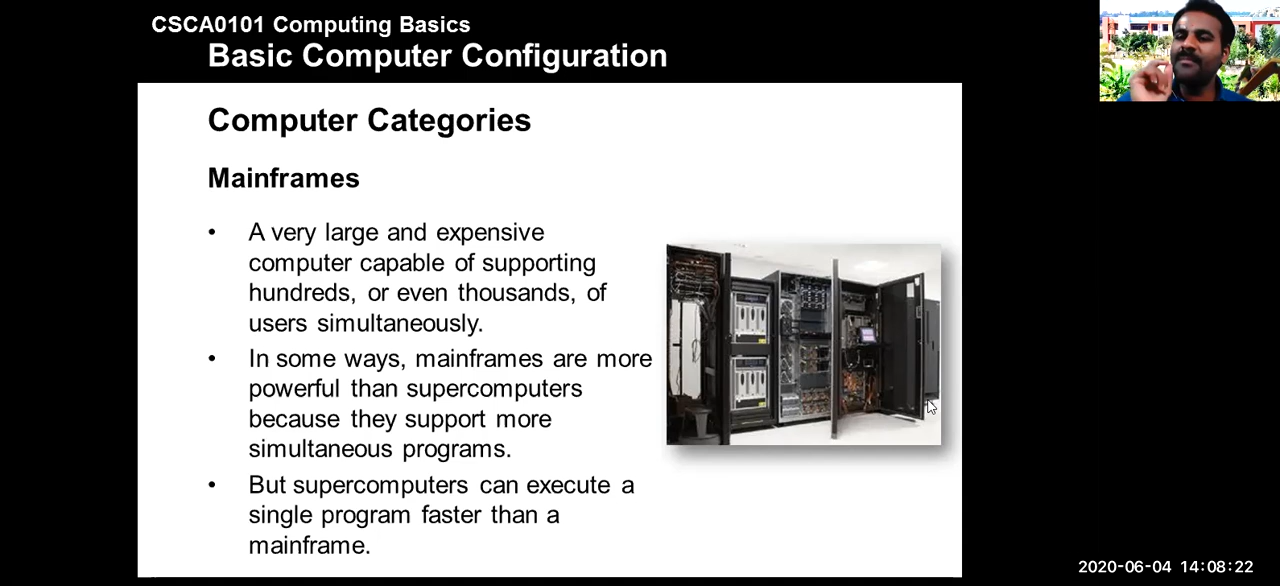 CSCA0101 Computing Basics
Basic Computer Configuration
Computer Categories
Mainframes
• A very large and expensive
computer capable of supporting
hundreds, or even thousands, of
users simultaneously.
• In some ways, mainframes are more
powerful than supercomputers
because they support more
simultaneous programs.
• But supercomputers can execute a
single program faster than a
mainframe.
2020-06-04 14:08:22